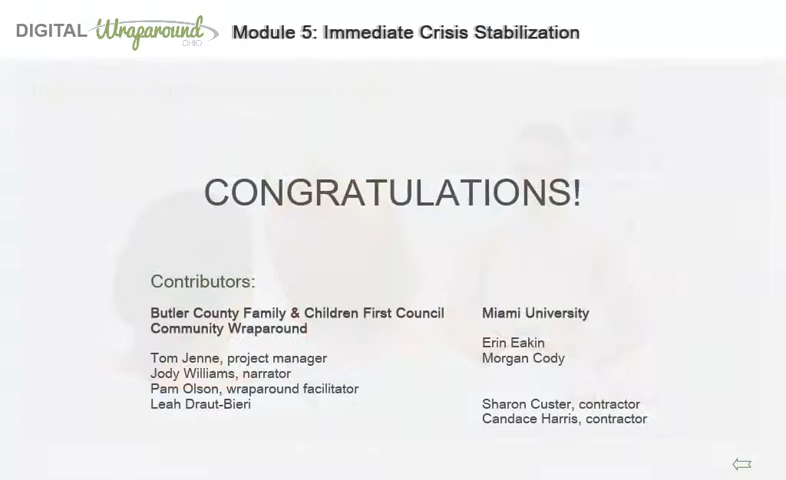 DIGITAL Wraparound
OHIO
Module 5: Immediate Crisis Stabilization
CONGRATULATIONS!
Contributors:
Butler County Family & Children First Council
Community Wraparound
Tom Jenne, project manager
Jody Williams, narrator
Pam Olson, wraparound facilitator
Leah Draut-Bieri
Miami University
Erin Eakin
Morgan Cody
Sharon Custer, contractor
Candace Harris, contractor